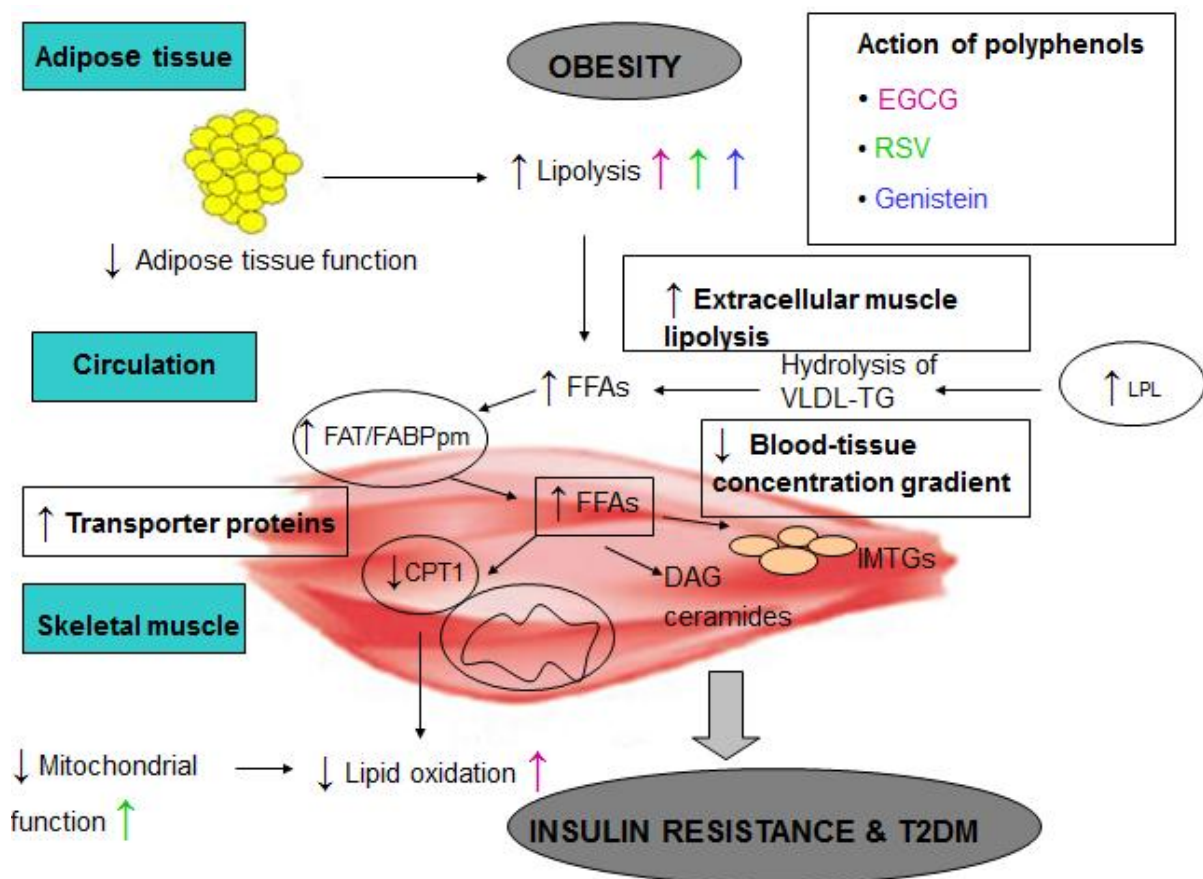 Adipose tissue
OBESITY
Action of polyphenols
• EGCG
• RSV
• Genistein
↑ Lipolysis ↑ ↑ ↑
↓ Adipose tissue function
↑ Extracellular muscle
lipolysis
Circulation
↑ FFAs
Hydrolysis of
VLDL-TG
↑ LPL
↑ FAT/FABPpm
↓ Blood-tissue
concentration gradient
↑ Transporter proteins
↑ FFAs
IMTGs
↓ CPT1
DAG
ceramides
Skeletal muscle
↓ Mitochondrial
function ↑
↓ Lipid oxidation ↑
INSULIN RESISTANCE & T2DM